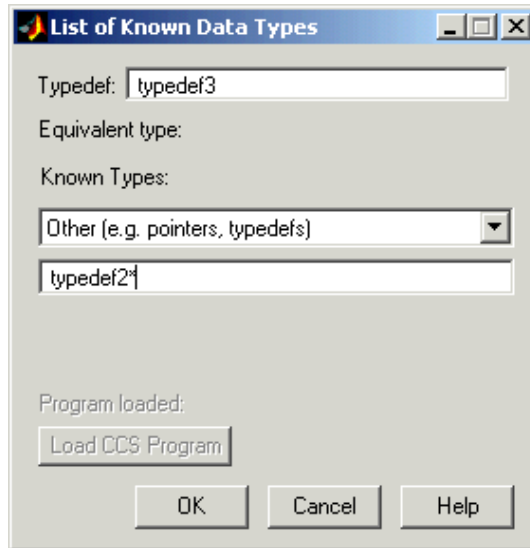 List of Known Data Types
Typedef: typedef3
Equivalent type:
Known Types:
Other (e.g. pointers, typedefs)
typedef2*
Program loaded:
Load CCS Program
OK Cancel Help